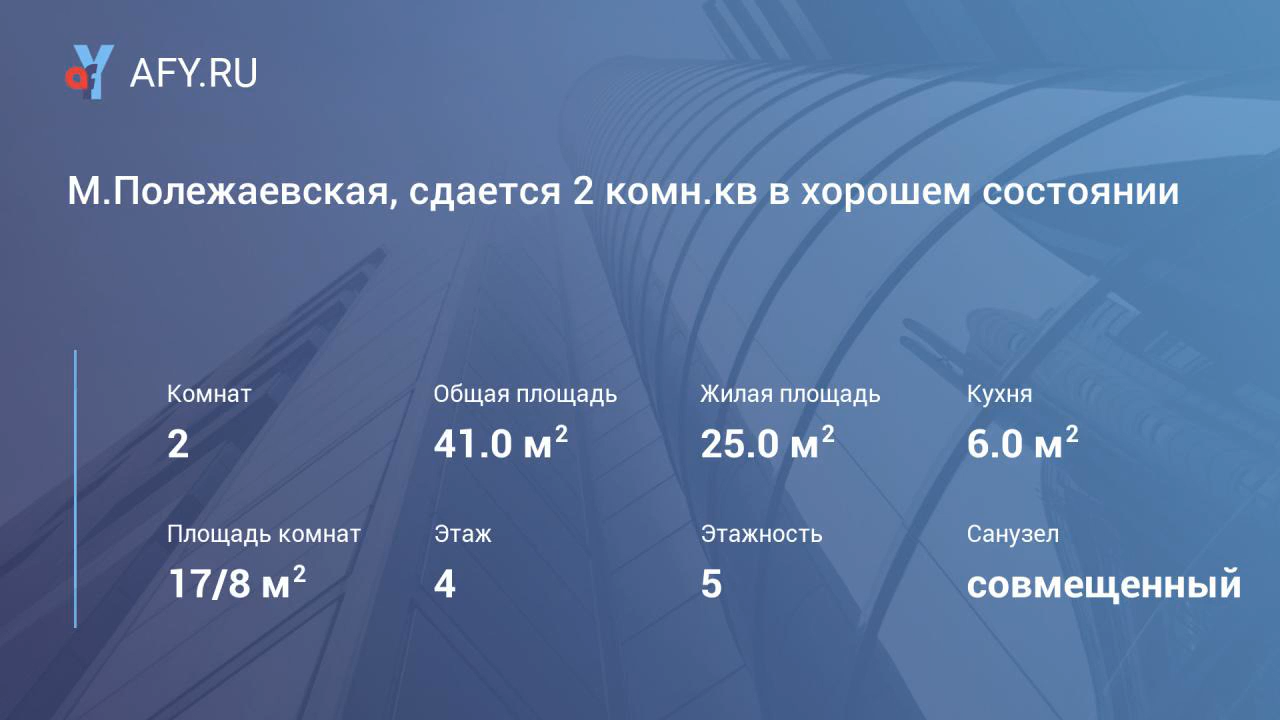 afY AFY.RU
М.Полежаевская, сдается 2 комн.кв в хорошем состоянии
Комнат
2
Общая площадь
41.0 м²
Жилая площадь
25.0 м²
Кухня
6.0 м²
Площадь комнат
17/8 м²
Этаж
4
Этажность
5
Санузел
совмещенный